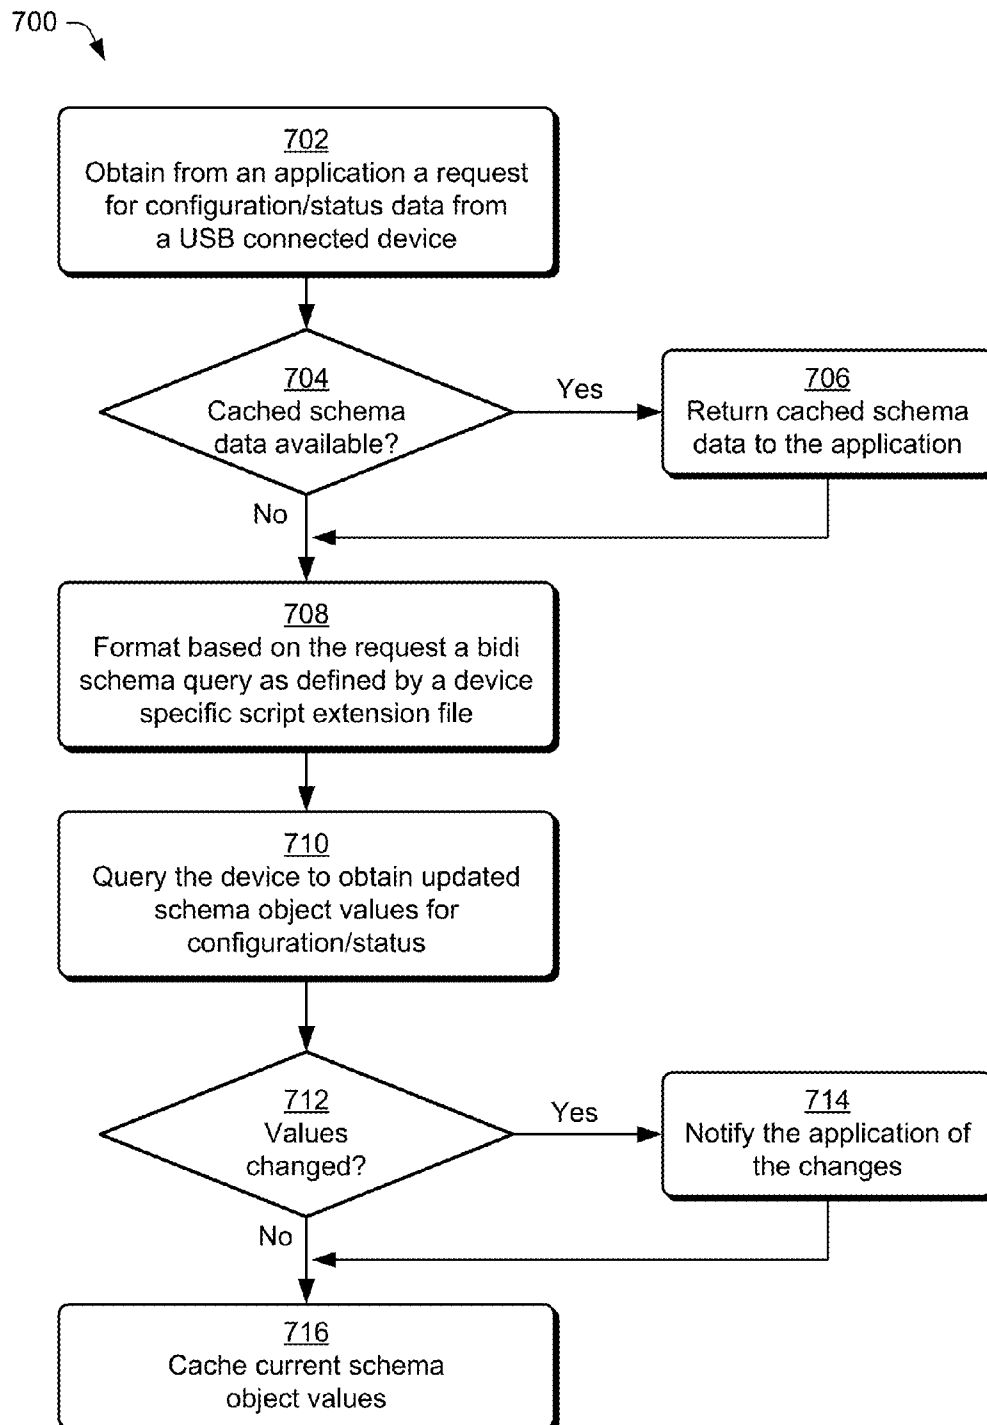 700
702
Obtain from an application a request
for configuration/status data from
a USB connected device
704
Cached schema
data available?
Yes
706
Return cached schema
data to the application
No
708
Format based on the request a bidi
schema query as defined by a device
specific script extension file
710
Query the device to obtain updated
schema object values for
configuration/status
712
Values
changed?
Yes
714
Notify the application of
the changes
No
716
Cache current schema
object values